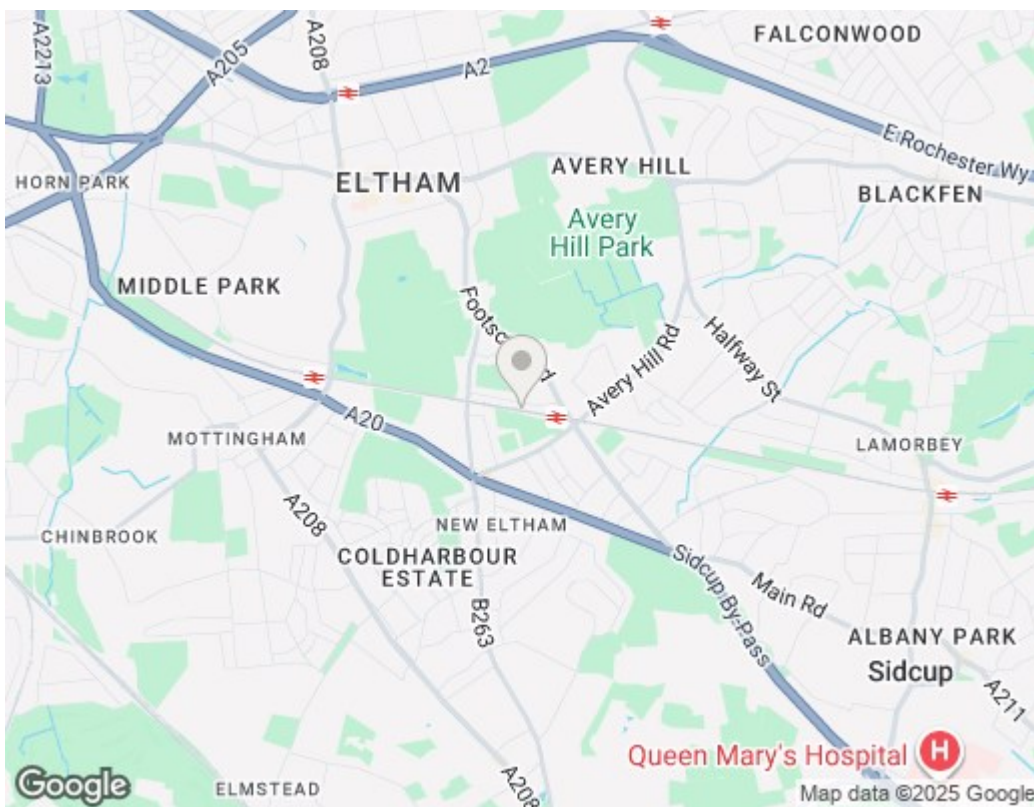 A2213
A205
A208
A2
FALCONWOOD
E Rochester Wy
HORN PARK
ELTHAM
AVERY HILL
BLACKFEN
Avery
Hill Park
MIDDLE PARK
Halfway St
Avery Hill Rd
A20
MOTTINGHAM
LAMORBEY
A208
CHINBROOK
NEW ELTHAM
COLDHARBOUR
ESTATE
B263
Sidcup By-Pass
Main Rd
ALBANY PARK
Sidcup
A211
Queen Mary's Hospital
H
ELMSTEAD
A208
Google
Map data ©2025 Google